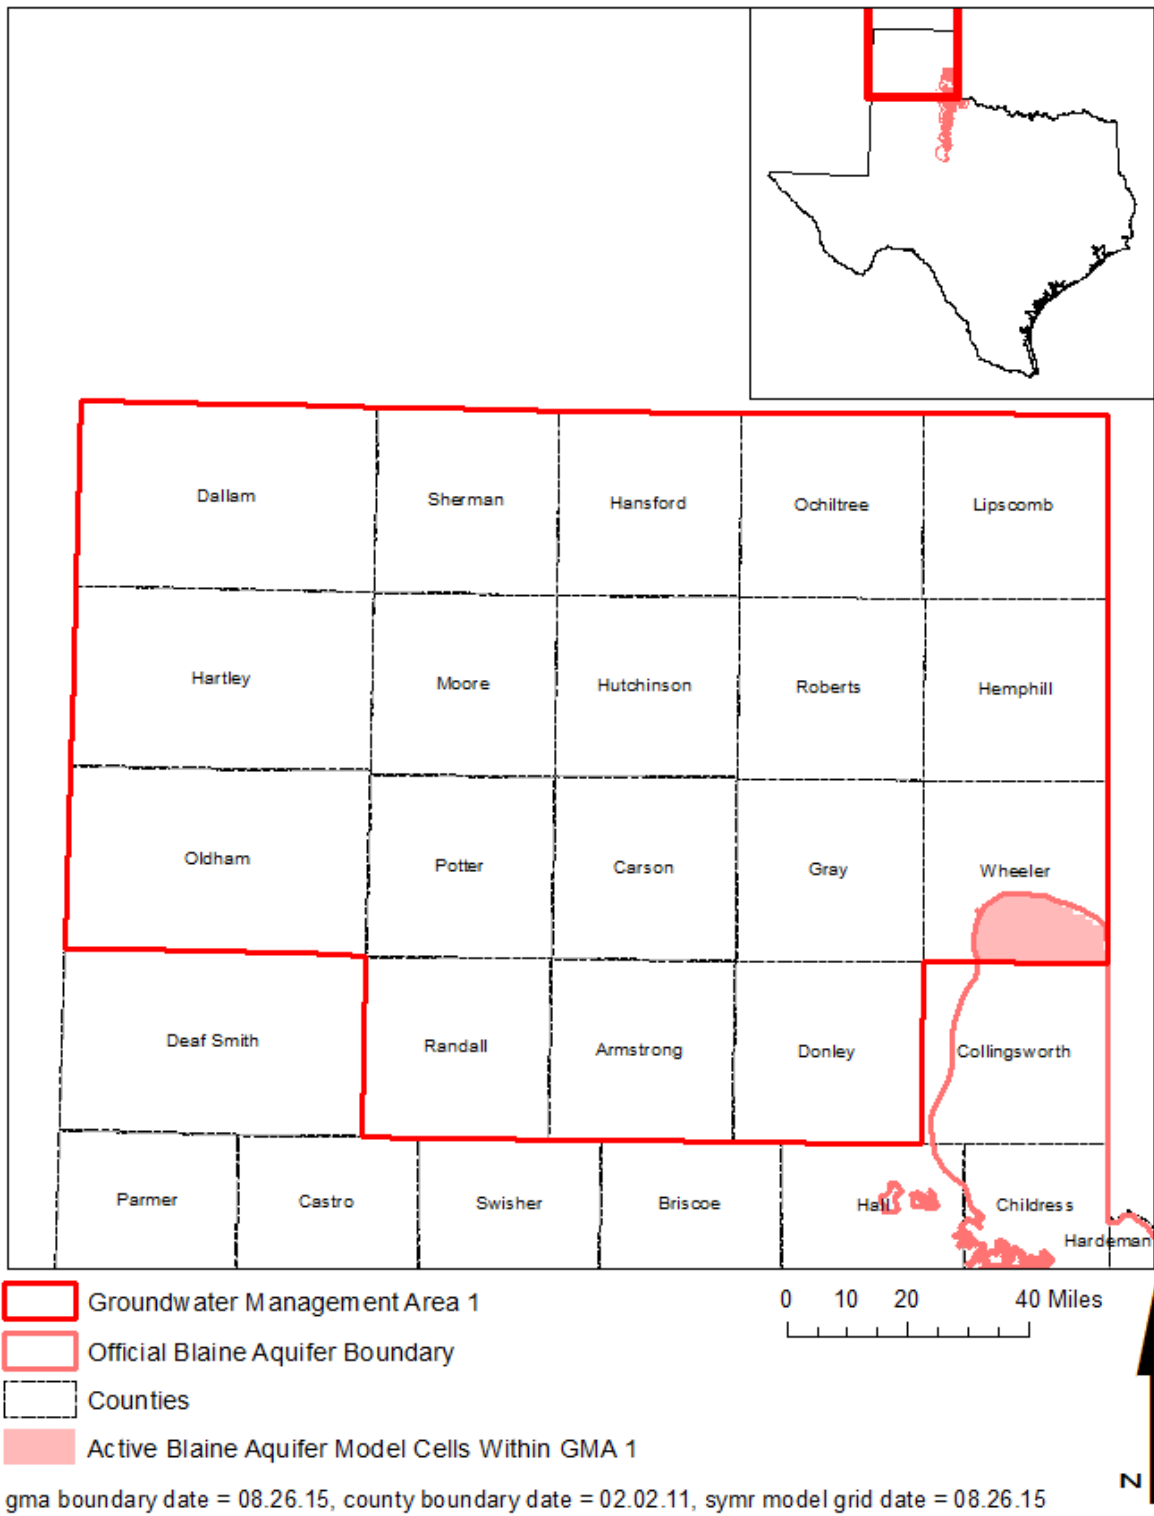 Dallam
Sherman
Hansford
Ochiltree
Lipscomb
Hartley
Moore
Hutchinson
Roberts
Hemphill
Oldham
Potter
Carson
Gray
Wheeler
Deaf Smith
Randall
Armstrong
Donley
Collingsworth
Parmer
Castro
Swisher
Briscoe
Hall
Childress
Hardeman
Groundwater Management Area 1
0 10 20 40 Miles
Official Blaine Aquifer Boundary
Counties
Active Blaine Aquifer Model Cells Within GMA 1
N
gma boundary date = 08.26.15, county boundary date = 02.02.11, symr model grid date = 08.26.15